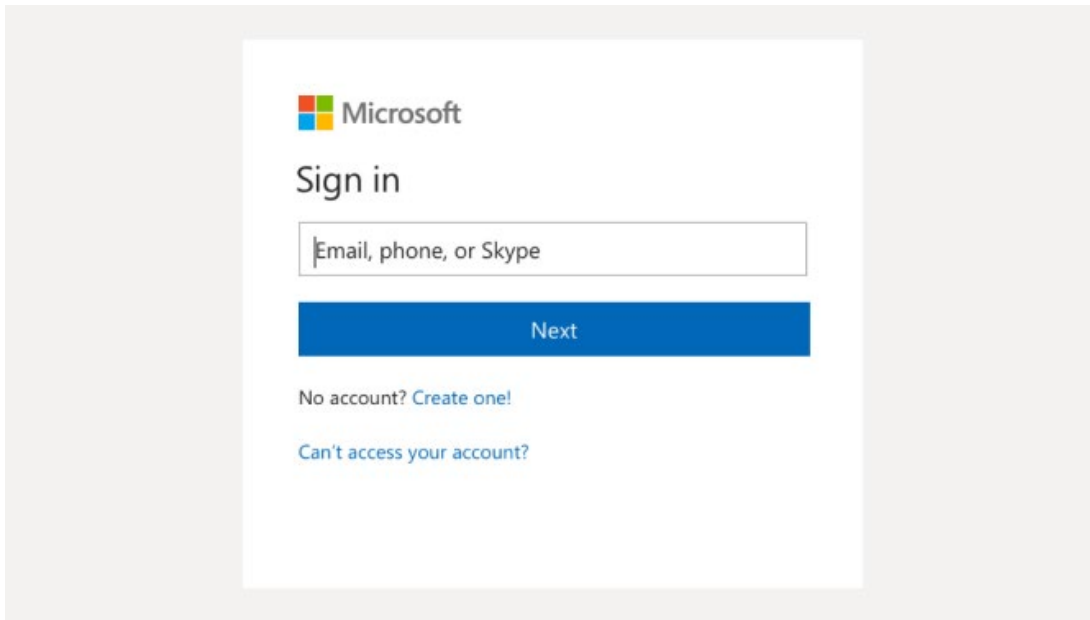 Microsoft
Sign in
Email, phone, or Skype
Next
No account? Create one!
Can't access your account?